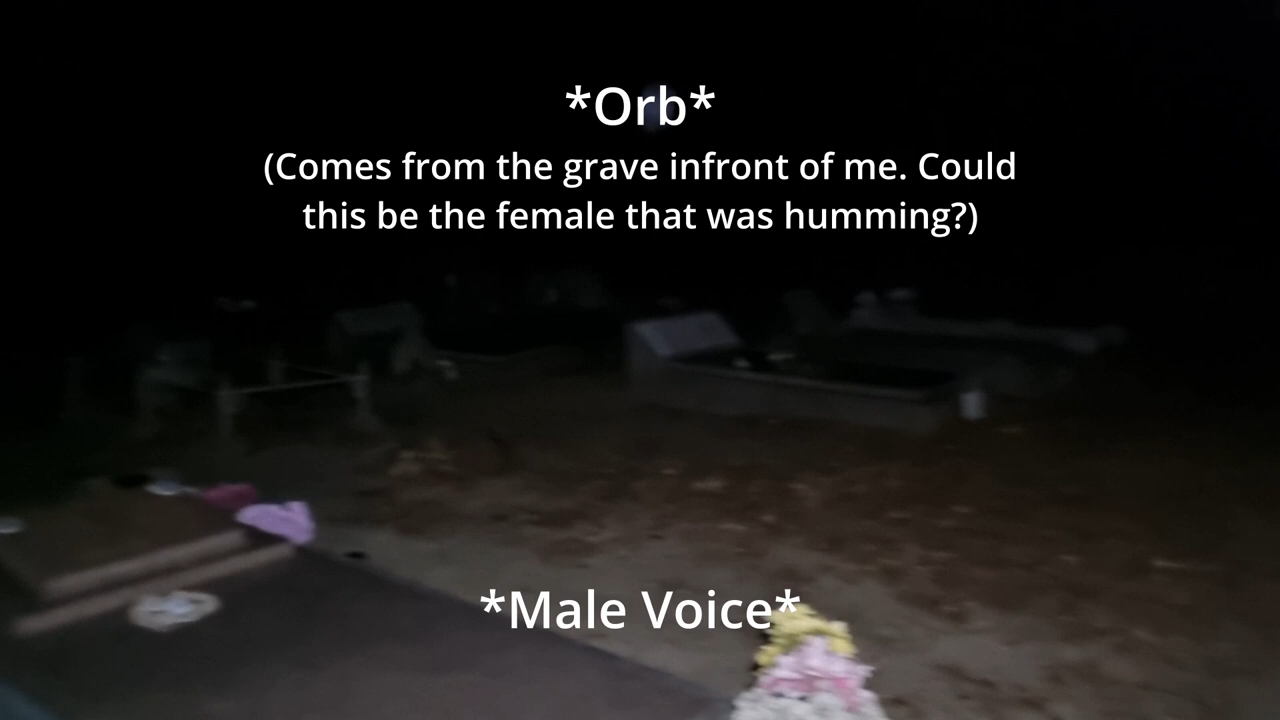 *Orb*
(Comes from the grave infront of me. Could
this be the female that was humming?)
*Male Voice*